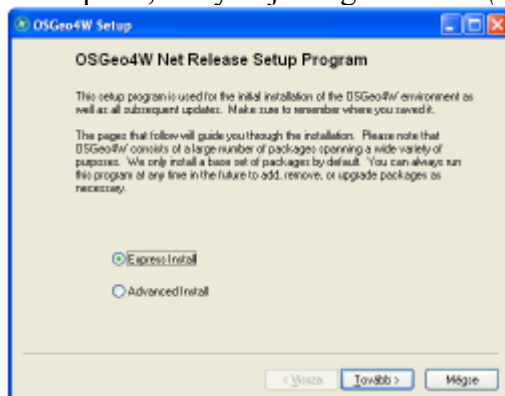 OSGeo4W Setup
OSGeo4W Net Release Setup Program
This setup program is used for the initial installation of the OSGeo4W environment as
well as all subsequent updates. Make sure to remember where you saved it.
The pages that follow will guide you through the installation. Please note that
OSGeo4W consists of a large number of packages spanning a wide variety of
purposes. We only install a base set of packages by default. You can always run
this program at any time in the future to add, remove, or upgrade packages as
necessary.
Express Install
Advanced Install
< Vissza
Tovább >
Mégse